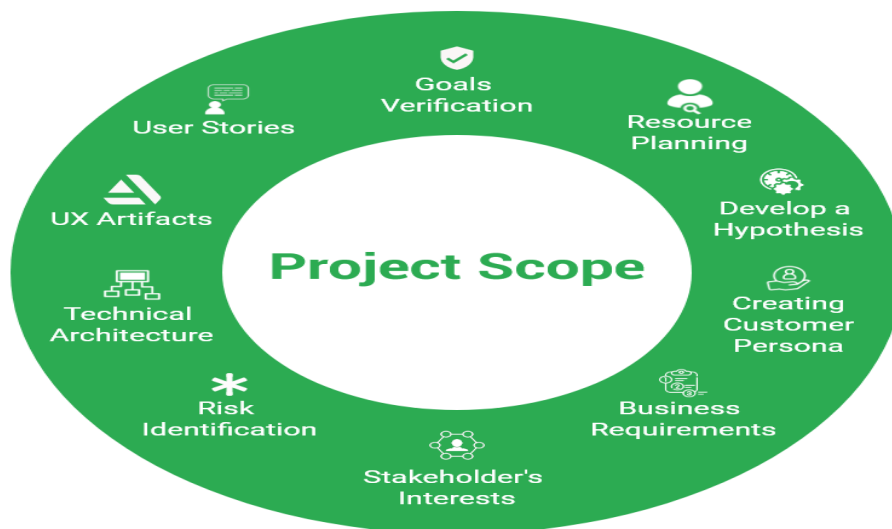 Goals
Verification
Resource
Planning
Develop a
Hypothesis
Creating
Customer
Persona
Business
Requirements
Stakeholder's
Interests
Risk
Identification
Technical
Architecture
UX Artifacts
User Stories
Project Scope